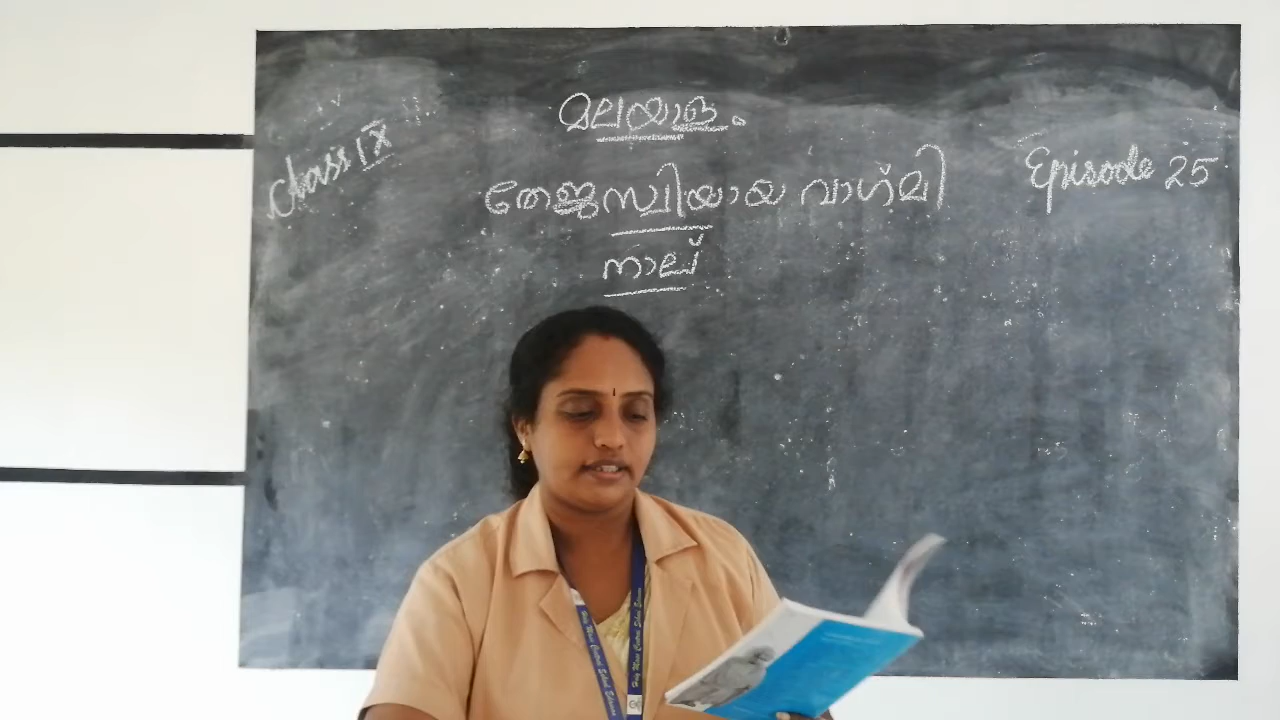 മലയാളം
Class IX
Episode 25
തേജസ്വിയായ വാഗ്മി
നാല്